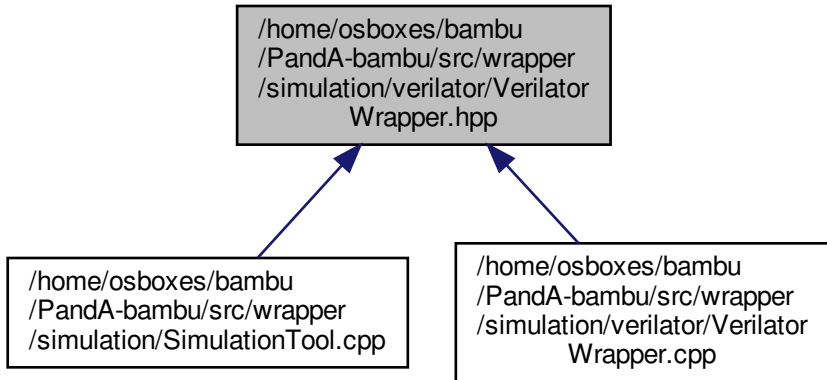 /home/osboxes/bambu
/PandA-bambu/src/wrapper
/simulation/verilator/Verilator
Wrapper.hpp
/home/osboxes/bambu
/PandA-bambu/src/wrapper
/simulation/SimulationTool.cpp
/home/osboxes/bambu
/PandA-bambu/src/wrapper
/simulation/verilator/Verilator
Wrapper.cpp